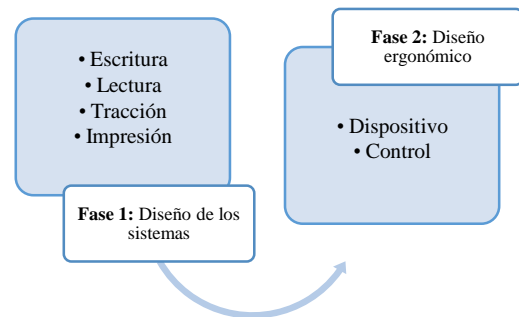 • Escritura
• Lectura
• Tracción
• Impresión
Fase 1: Diseño de los
sistemas
Fase 2: Diseño
ergonómico
• Dispositivo
• Control